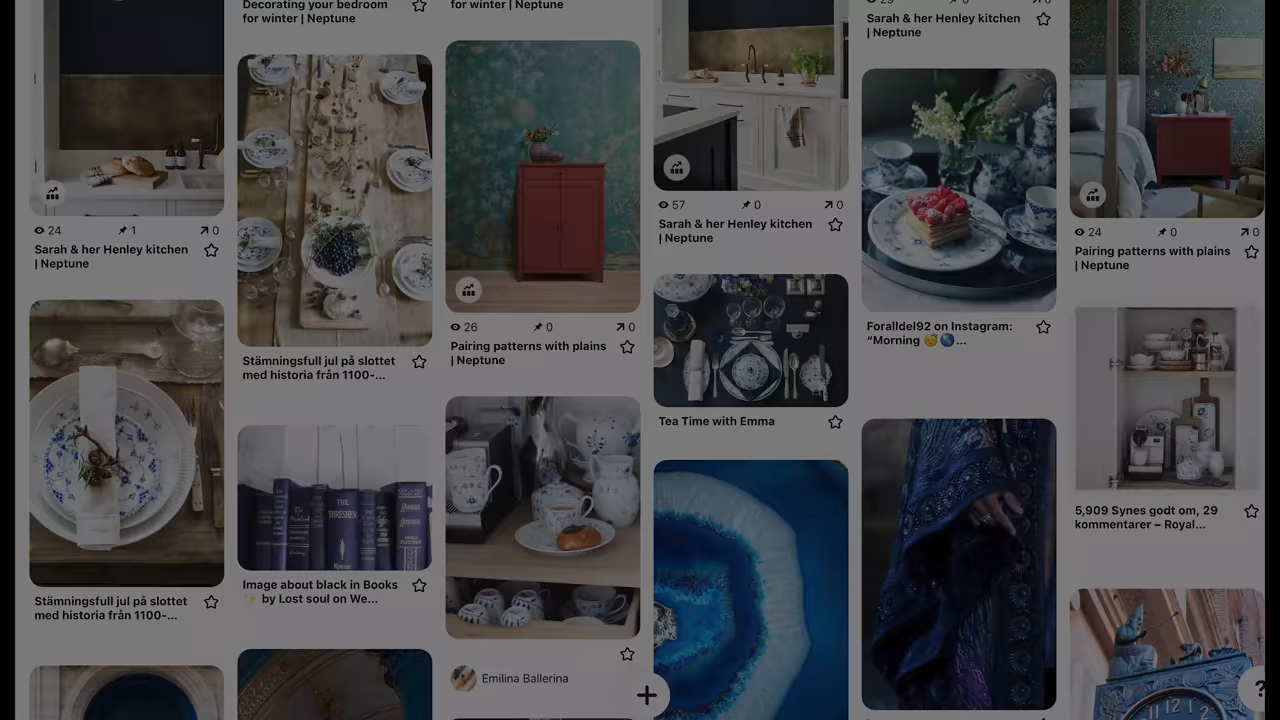 Decorating your bedroom
for winter | Neptune
for winter | Neptune
Sarah & her Henley kitchen
| Neptune
24 1 0
Sarah & her Henley kitchen
| Neptune
Stämningsfull jul på slottet
med historia från 1100-...
26 0 0
Pairing patterns with plains
| Neptune
57 0 0
Sarah & her Henley kitchen
| Neptune
Foralldel92 on Instagram:
“Morning 😴🌎...
24 0 0
Pairing patterns with plains
| Neptune
Tea Time with Emma
5,909 Synes godt om, 29
kommentarer – Royal...
THE
THRESHER
Stämningsfull jul på slottet
med historia från 1100-...
Image about black in Books
✨ by Lost soul on We...
Emilina Ballerina
11 12 1
+
?